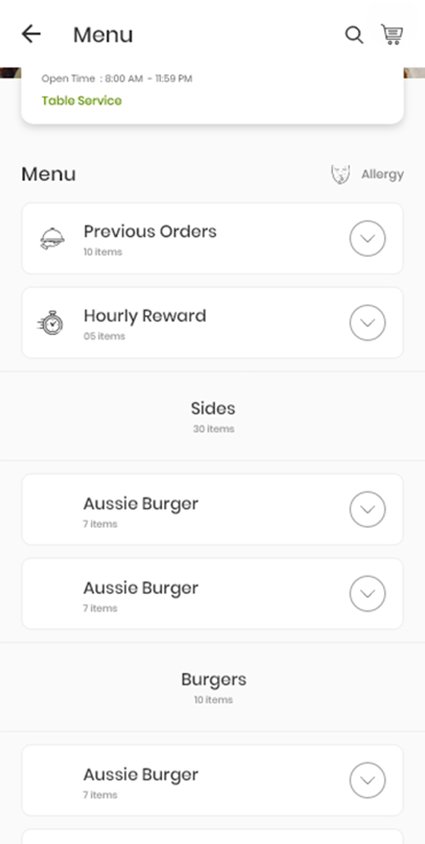 Menu
Open Time : 8:00 AM - 11:59 PM
Table Service
Menu
Allergy
Previous Orders
10 items
Hourly Reward
05 items
Sides
30 items
Aussie Burger
7 items
Aussie Burger
7 items
Burgers
10 items
Aussie Burger
7 items